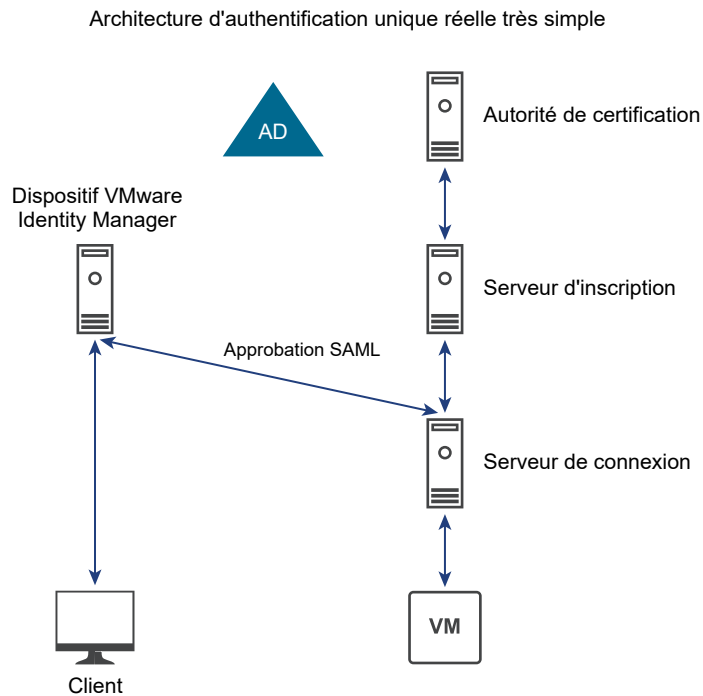 Architecture d'authentification unique réelle très simple
AD
Autorité de certification
Dispositif VMware
Identity Manager
Serveur d'inscription
Approbation SAML
Serveur de connexion
VM
Client